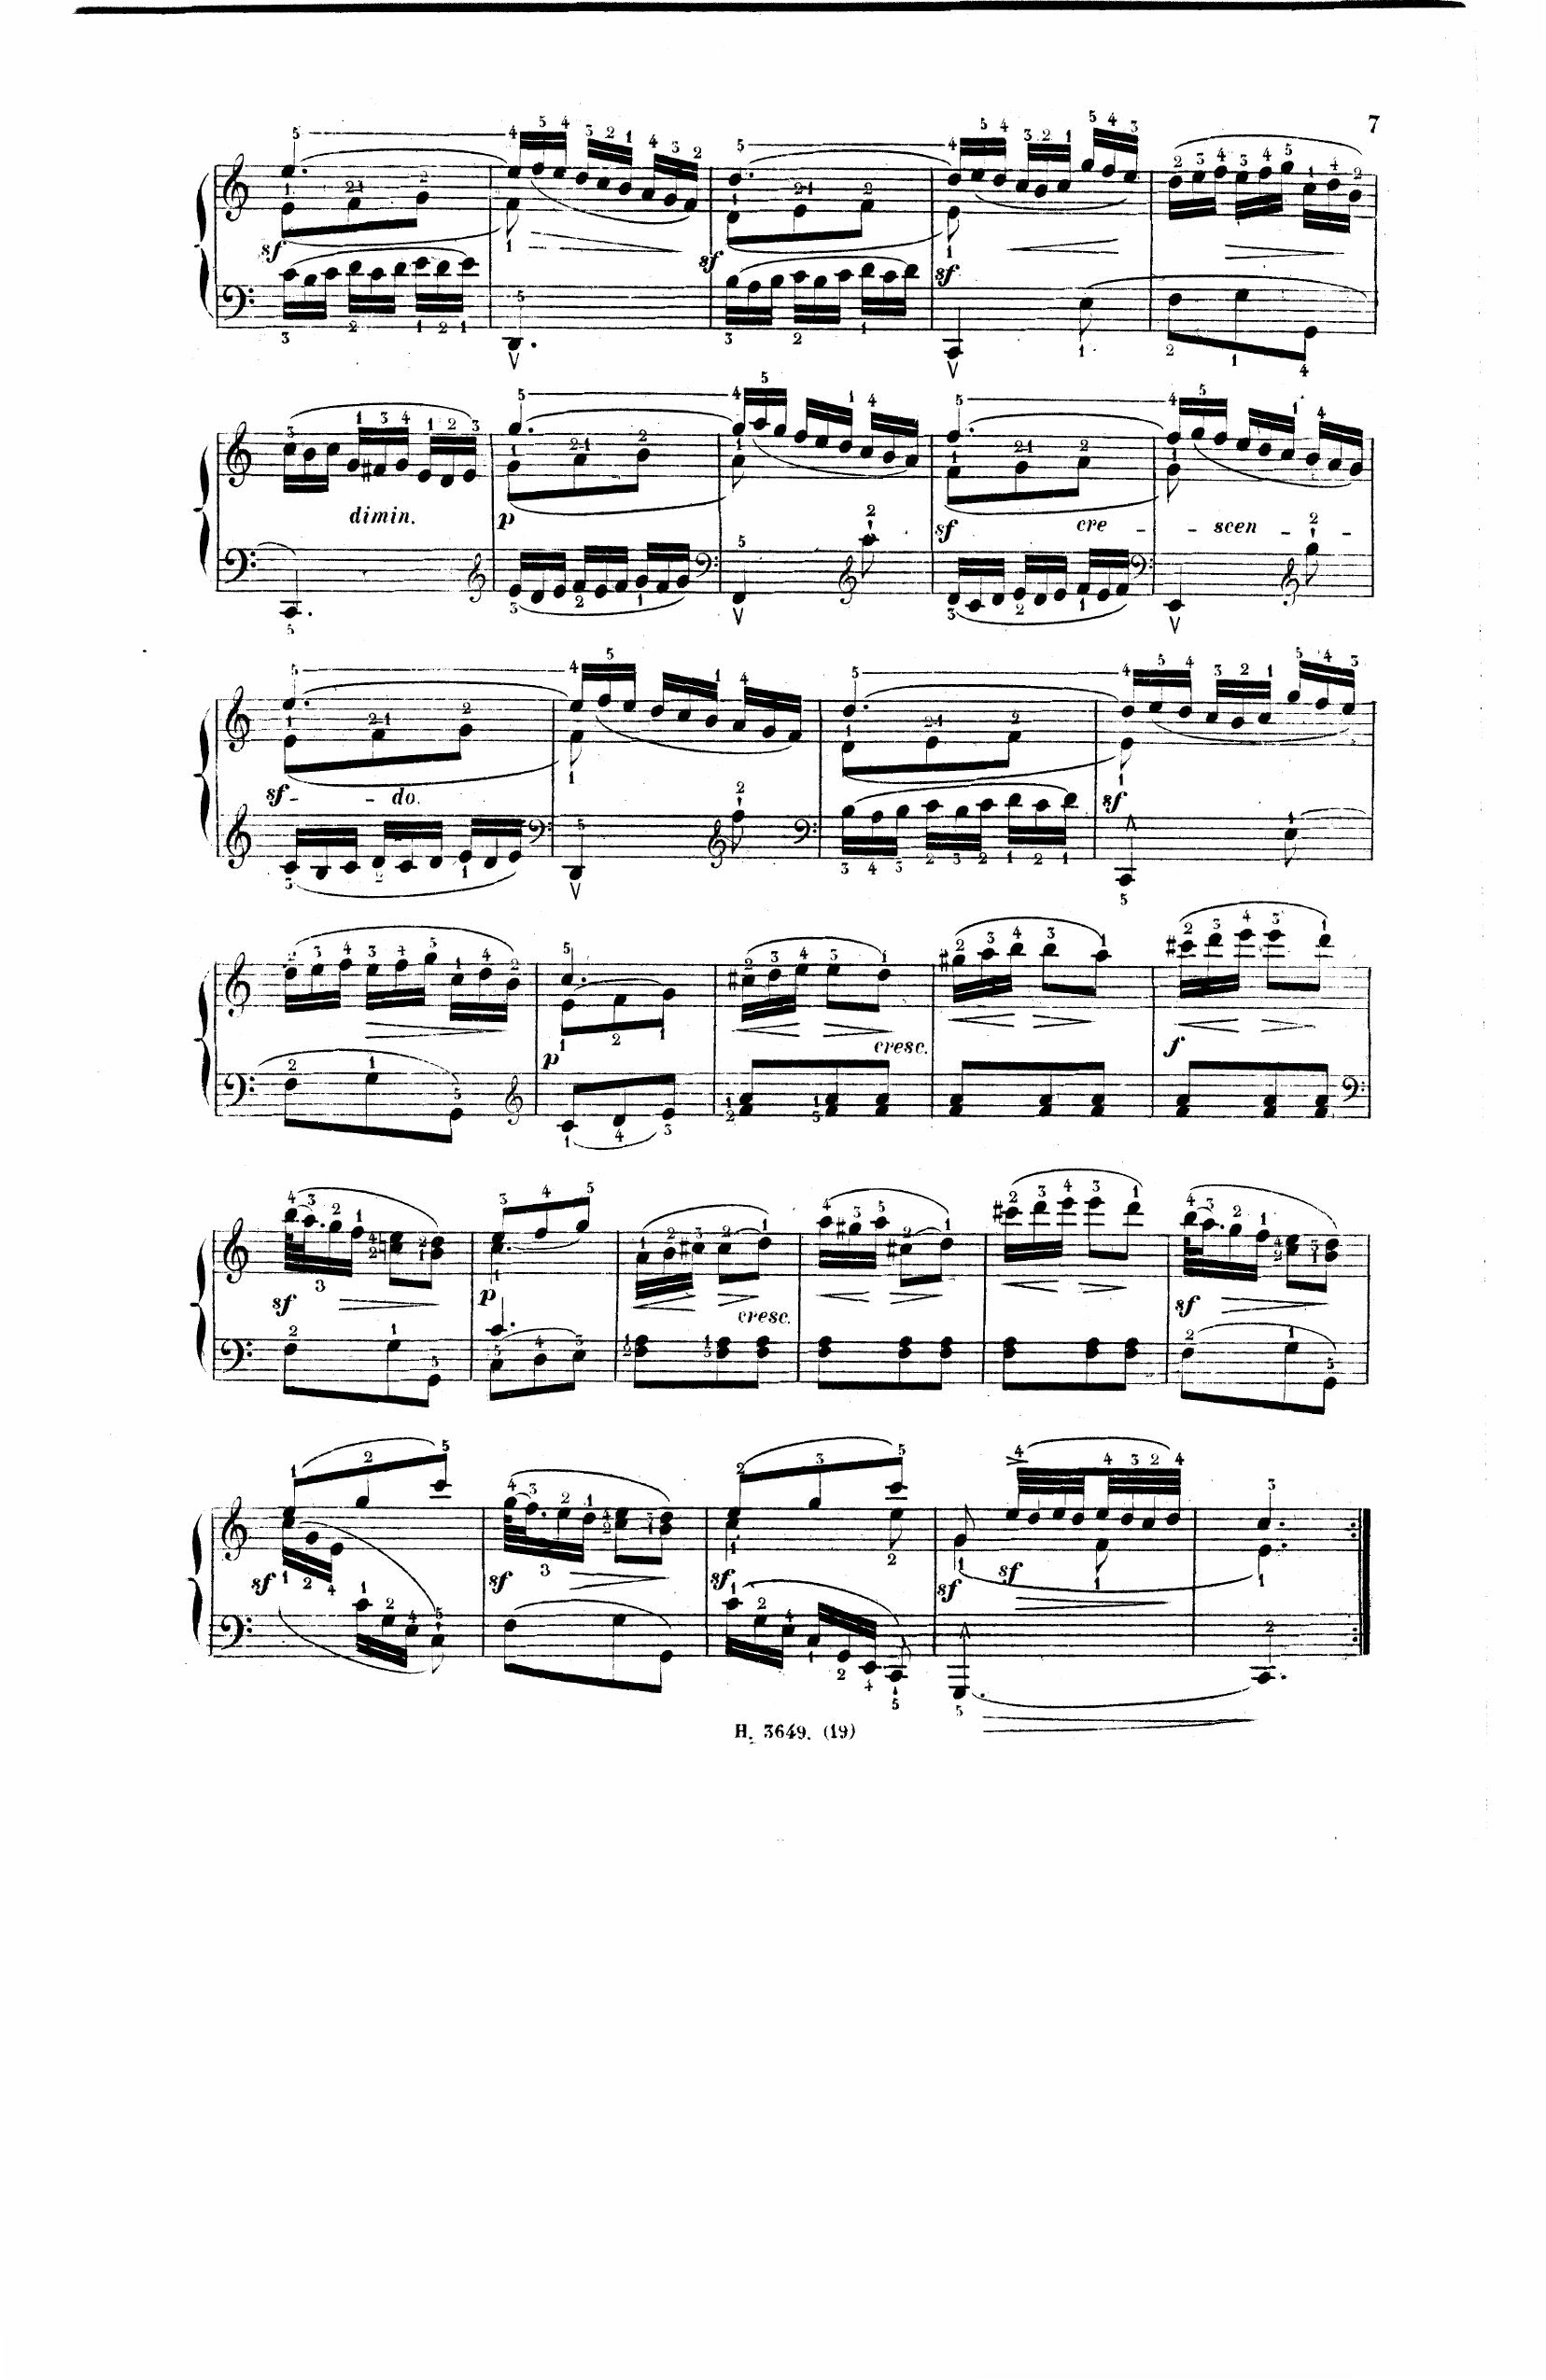 7
sf sf sf
dimin. p sf cre - - scen - -
sf - - do. sf
p cresc. f
sf p cresc. sf
sf sf sf sf sf
H. 3649. (19)